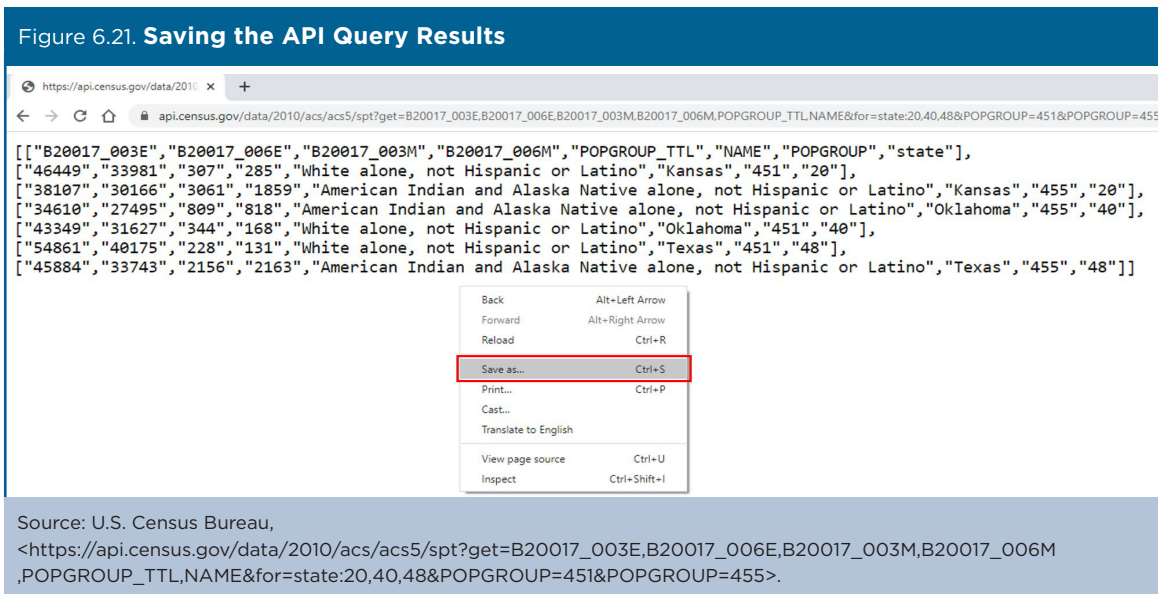 Figure 6.21. Saving the API Query Results
https://api.census.gov/data/2010
api.census.gov/data/2010/acs/acs5/spt?get=B20017_003E,B20017_006E,B20017_003M,B20017_006M,POPGROUP_TTL,NAME&for=state:20,40,48&POPGROUP=451&POPGROUP=455
[["B20017_003E","B20017_006E","B20017_003M","B20017_006M","POPGROUP_TTL","NAME","POPGROUP","state"],
["46449","33981","307","285","White alone, not Hispanic or Latino","Kansas","451","20"],
["38107","30166","3061","1859","American Indian and Alaska Native alone, not Hispanic or Latino","Kansas","455","20"],
["34610","27495","809","818","American Indian and Alaska Native alone, not Hispanic or Latino","Oklahoma","455","40"],
["43349","31627","344","168","White alone, not Hispanic or Latino","Oklahoma","451","40"],
["54861","40175","228","131","White alone, not Hispanic or Latino","Texas","451","48"],
["45884","33743","2156","2163","American Indian and Alaska Native alone, not Hispanic or Latino","Texas","455","48"]]
Back Alt+Left Arrow
Forward Alt+Right Arrow
Reload Ctrl+R
Save as... Ctrl+S
Print... Ctrl+P
Cast...
Translate to English
View page source Ctrl+U
Inspect Ctrl+Shift+I
Source: U.S. Census Bureau,
<https://api.census.gov/data/2010/acs/acs5/spt?get=B20017_003E,B20017_006E,B20017_003M,B20017_006M
,POPGROUP_TTL,NAME&for=state:20,40,48&POPGROUP=451&POPGROUP=455>.